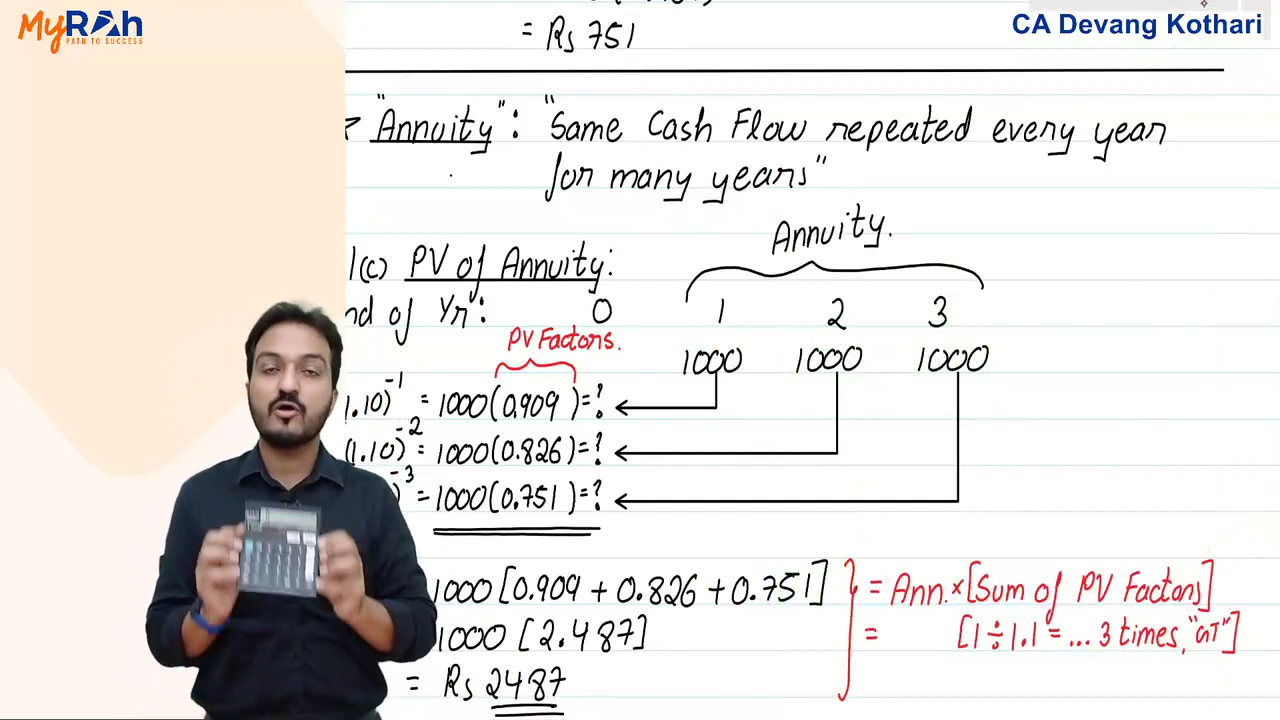 MyRah
PATH TO SUCCESS
CA Devang Kothari
= Rs 751
"Annuity": "Same Cash Flow repeated every year
for many years"
Annuity.
1(c) PV of Annuity:
nd of Yr: 0 1 2 3
PV Factors.
1000 1000 1000
1.10)⁻¹ = 1000(0.909)=?
(1.10)⁻² = 1000(0.826)=?
)⁻³ = 1000(0.751)=?
1000[0.909 + 0.826 + 0.751] } = Ann.×[Sum of PV Factors]
1000 [2.487] = [1÷1.1 = ... 3 times, "GT"]
= Rs 2487